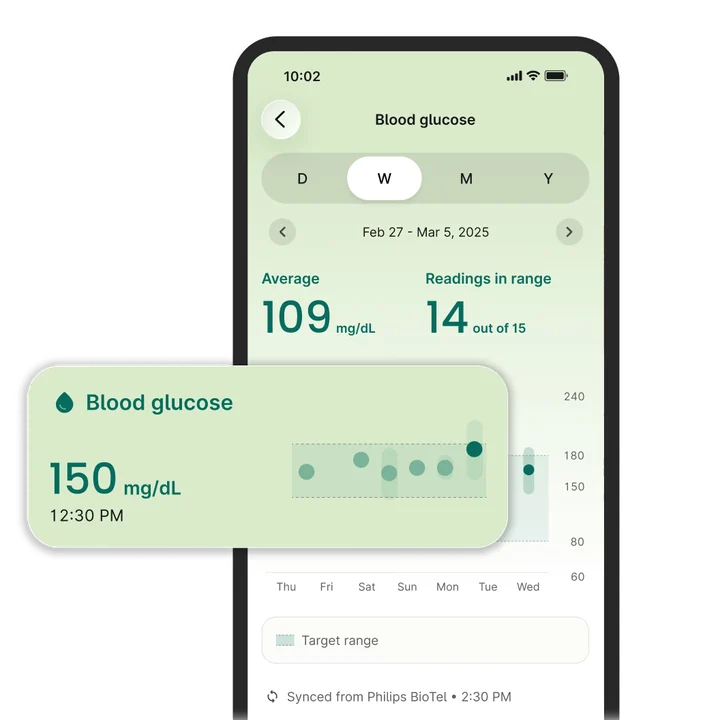 10:02
Blood glucose
D W M Y
Feb 27 - Mar 5, 2025
Average Readings in range
109 mg/dL 14 out of 15
Blood glucose
150 mg/dL
12:30 PM
240
180
150
80
60
Thu Fri Sat Sun Mon Tue Wed
Target range
Synced from Philips BioTel • 2:30 PM